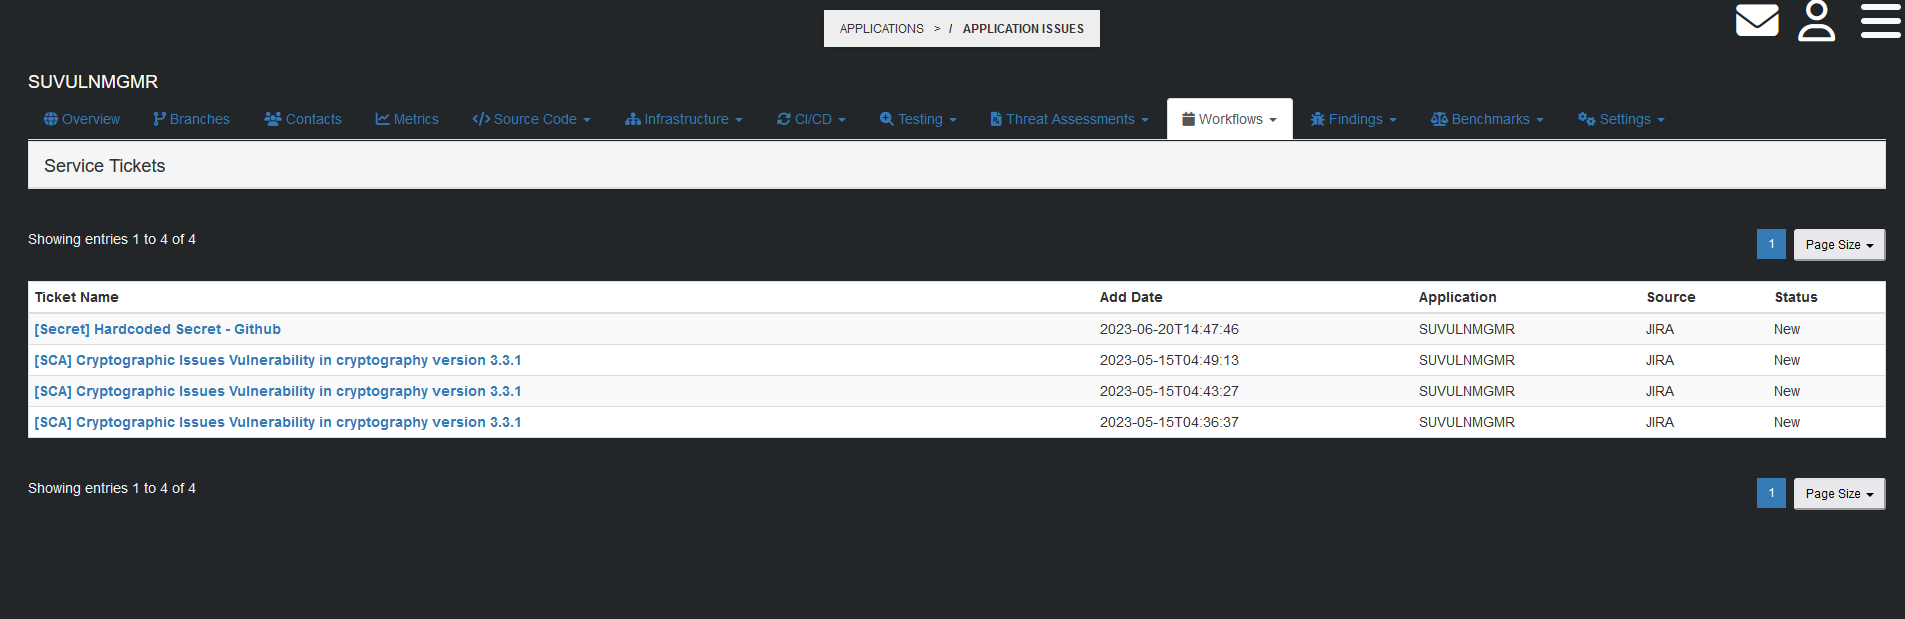 APPLICATIONS > / APPLICATION ISSUES
SUVULNMGMR
Overview Branches Contacts Metrics Source Code Infrastructure CI/CD Testing Threat Assessments Workflows Findings Benchmarks Settings
Service Tickets
Showing entries 1 to 4 of 4
1 Page Size
Ticket Name Add Date Application Source Status
[Secret] Hardcoded Secret - Github 2023-06-20T14:47:46 SUVULNMGMR JIRA New
[SCA] Cryptographic Issues Vulnerability in cryptography version 3.3.1 2023-05-15T04:49:13 SUVULNMGMR JIRA New
[SCA] Cryptographic Issues Vulnerability in cryptography version 3.3.1 2023-05-15T04:43:27 SUVULNMGMR JIRA New
[SCA] Cryptographic Issues Vulnerability in cryptography version 3.3.1 2023-05-15T04:36:37 SUVULNMGMR JIRA New
Showing entries 1 to 4 of 4
1 Page Size